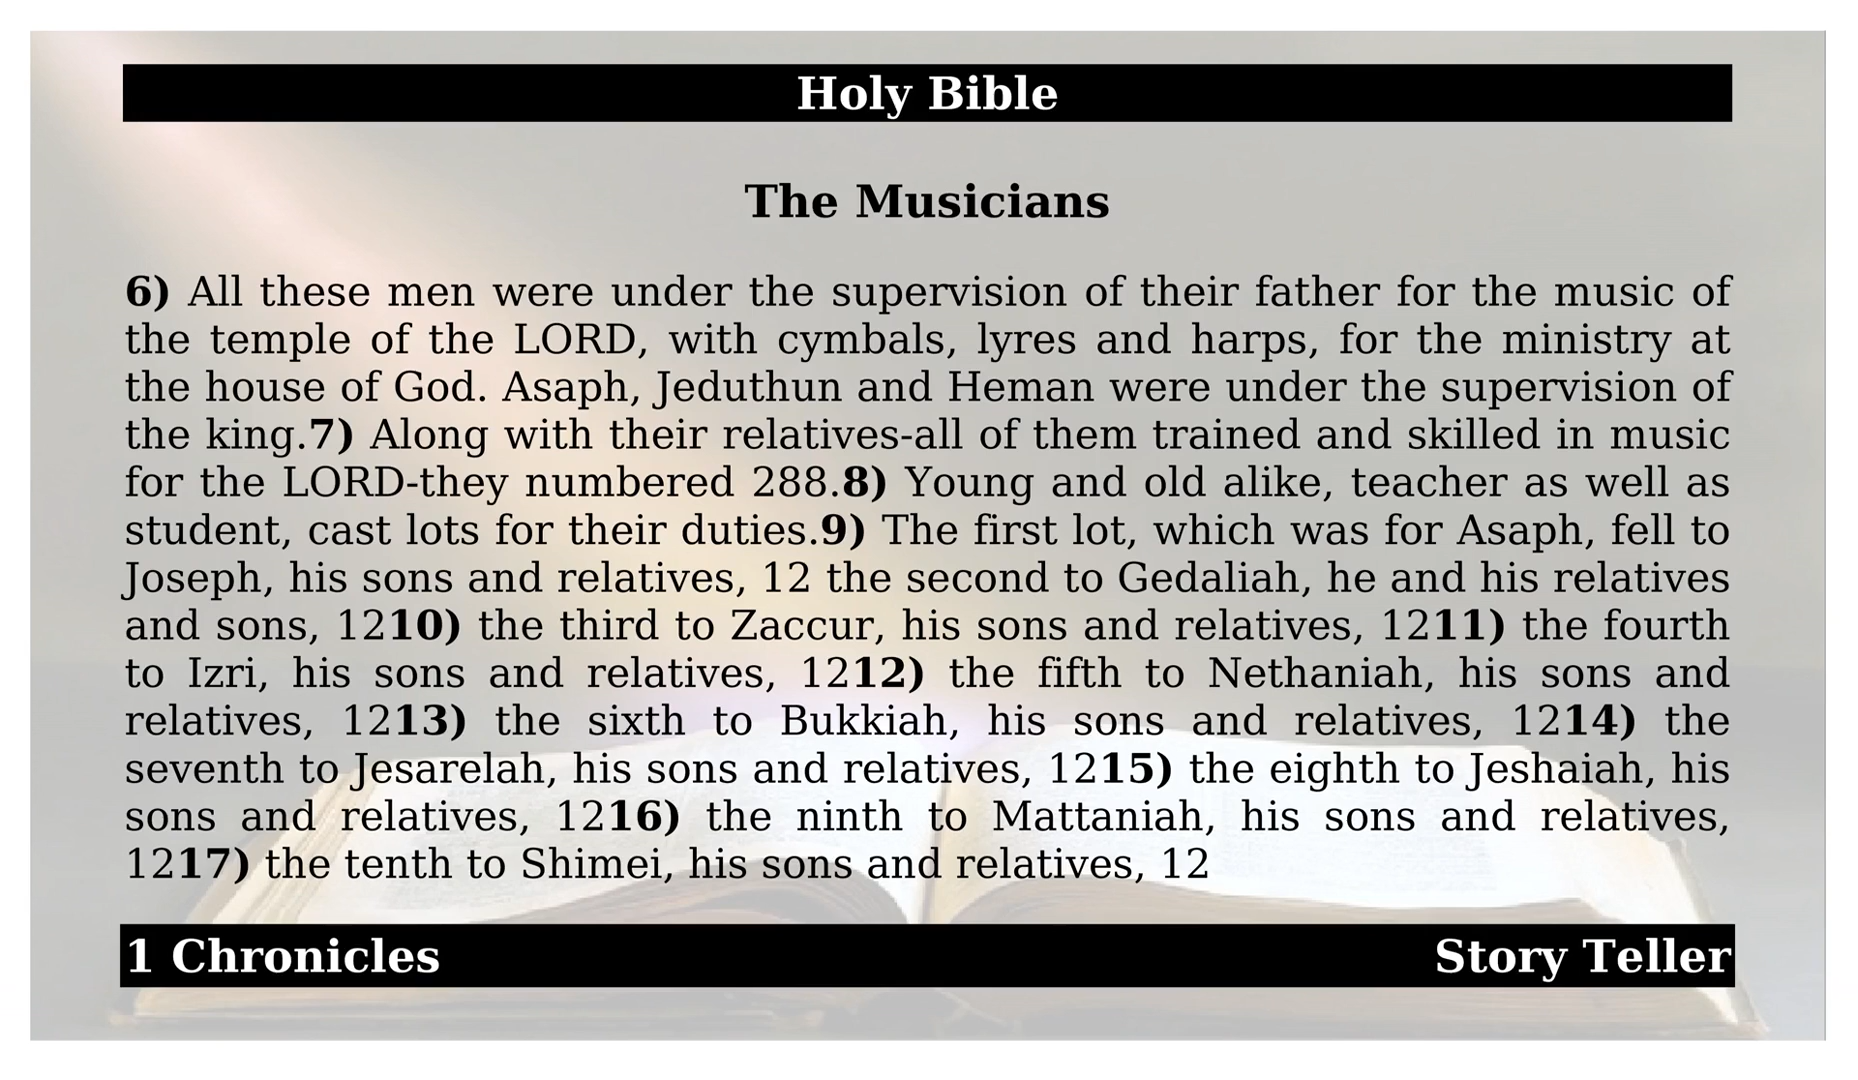 Holy Bible
The Musicians
6) All these men were under the supervision of their father for the music of
the temple of the LORD, with cymbals, lyres and harps, for the ministry at
the house of God. Asaph, Jeduthun and Heman were under the supervision of
the king.7) Along with their relatives-all of them trained and skilled in music
for the LORD-they numbered 288.8) Young and old alike, teacher as well as
student, cast lots for their duties.9) The first lot, which was for Asaph, fell to
Joseph, his sons and relatives, 12 the second to Gedaliah, he and his relatives
and sons, 1210) the third to Zaccur, his sons and relatives, 1211) the fourth
to Izri, his sons and relatives, 1212) the fifth to Nethaniah, his sons and
relatives, 1213) the sixth to Bukkiah, his sons and relatives, 1214) the
seventh to Jesarelah, his sons and relatives, 1215) the eighth to Jeshaiah, his
sons and relatives, 1216) the ninth to Mattaniah, his sons and relatives,
1217) the tenth to Shimei, his sons and relatives, 12
1 Chronicles Story Teller